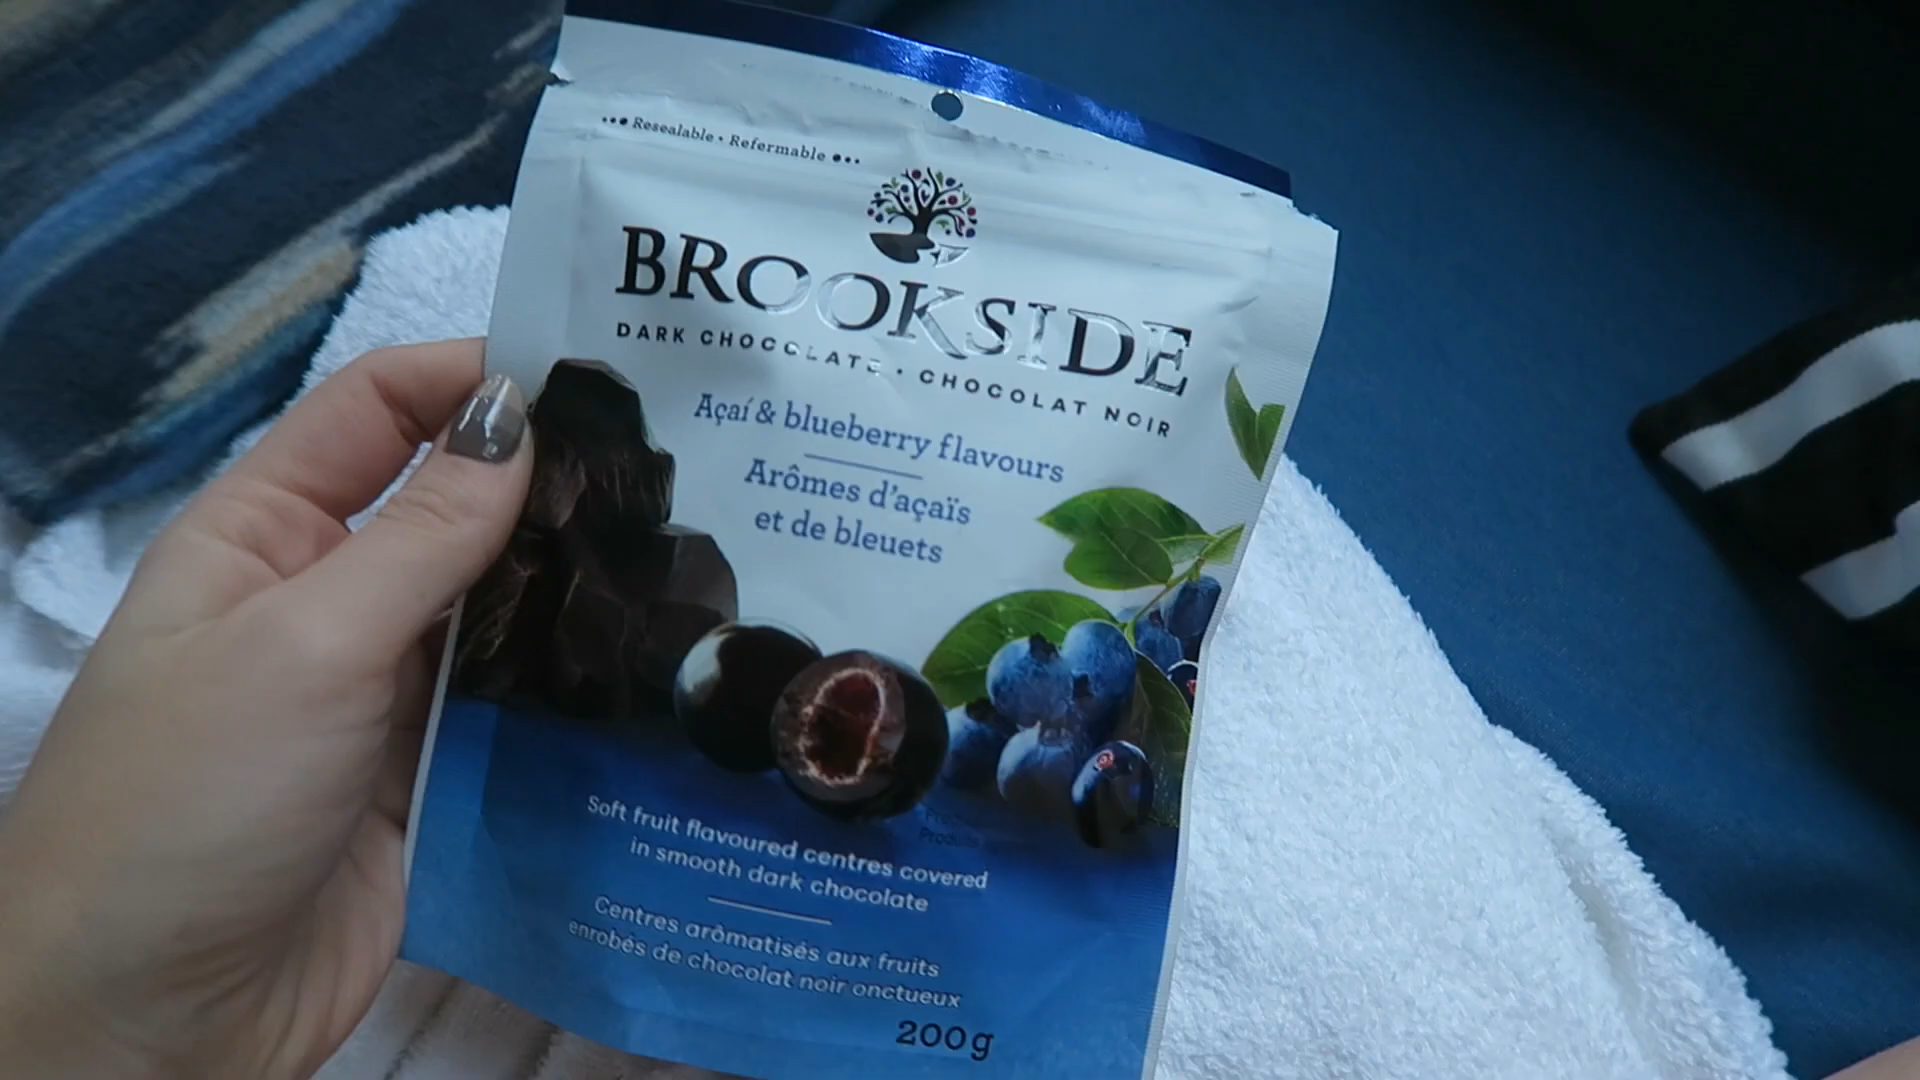 ••• Resealable • Refermable •••
BROOKSIDE
DARK CHOCOLATE • CHOCOLAT NOIR
Açaí & blueberry flavours
Arômes d'açaïs
et de bleuets
Soft fruit flavoured centres covered
in smooth dark chocolate
Centres arômatisés aux fruits
enrobés de chocolat noir onctueux
200g